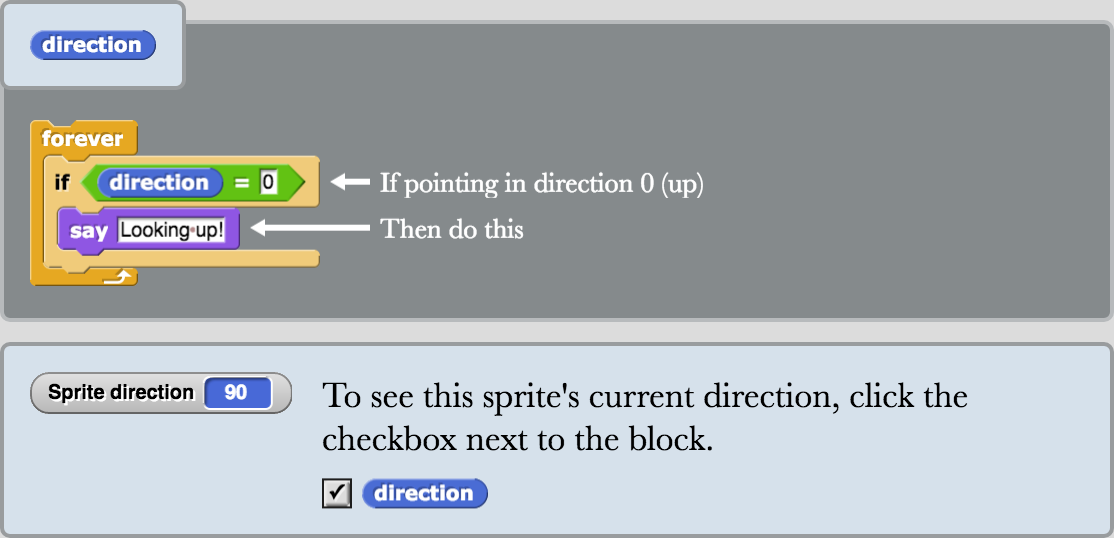 direction
forever
if direction = 0
If pointing in direction 0 (up)
say Looking up!
Then do this
Sprite direction 90
To see this sprite's current direction, click the
checkbox next to the block.
direction